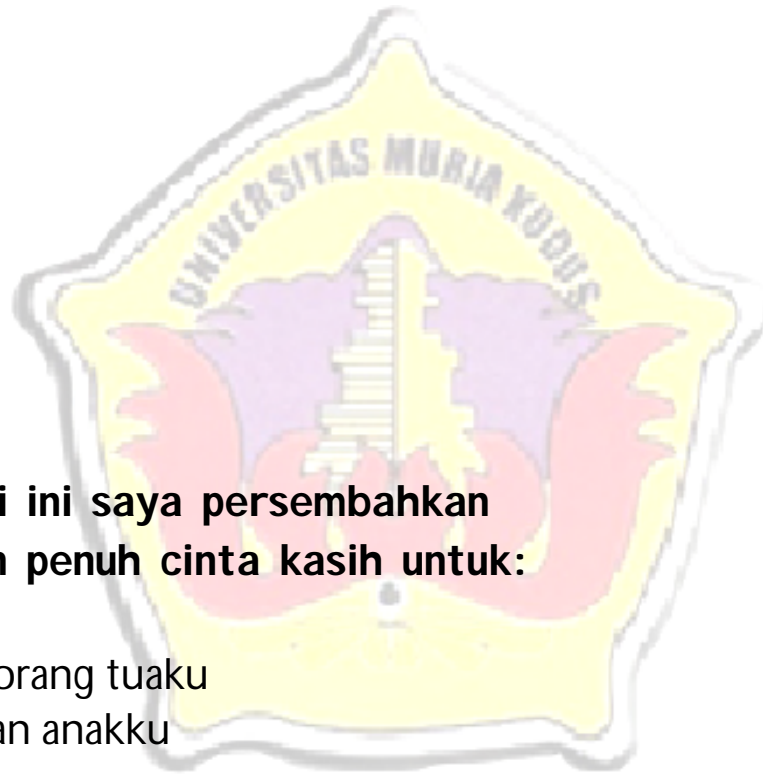 UNIVERSITAS MURIA KUDUS
i ini saya persembahkan
penuh cinta kasih untuk:
orang tuaku
an anakku